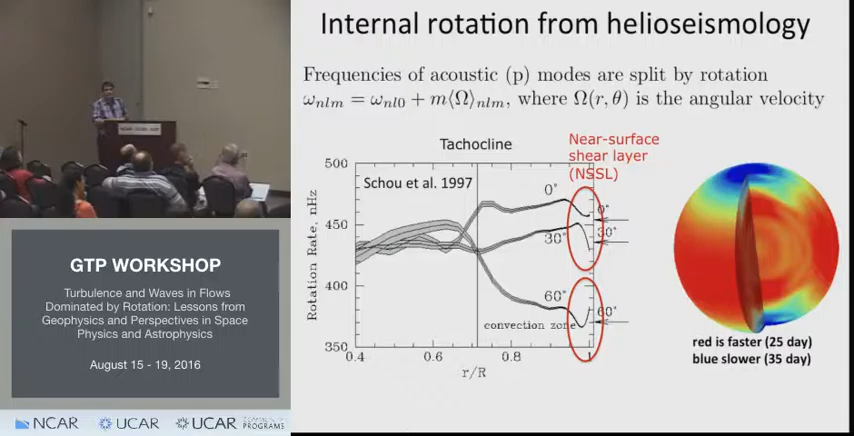 Internal rotation from helioseismology
Frequencies of acoustic (p) modes are split by rotation
ωnlm = ωnl0 + m⟨Ω⟩nlm, where Ω(r, θ) is the angular velocity
Tachocline
Near-surface
shear layer
(NSSL)
Schou et al. 1997
500
450
400
350
Rotation Rate, nHz
0°
30°
60°
0°
30°
60°
convection zone
0.4
0.6
0.8
1
r/R
red is faster (25 day)
blue slower (35 day)
GTP WORKSHOP
Turbulence and Waves in Flows
Dominated by Rotation: Lessons from
Geophysics and Perspectives in Space
Physics and Astrophysics
August 15 - 19, 2016
NCAR
UCAR
UCAR
PROGRAMS